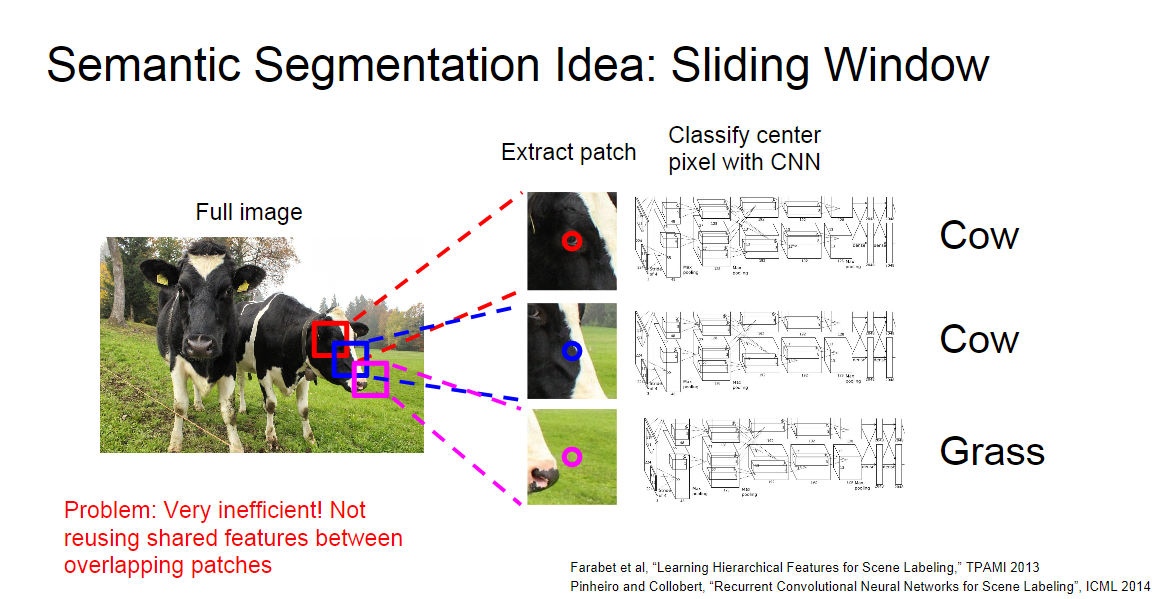 Semantic Segmentation Idea: Sliding Window
Full image
Extract patch
Classify center
pixel with CNN
Cow
Cow
Grass
Problem: Very inefficient! Not
reusing shared features between
overlapping patches
Farabet et al, “Learning Hierarchical Features for Scene Labeling,” TPAMI 2013
Pinheiro and Collobert, “Recurrent Convolutional Neural Networks for Scene Labeling”, ICML 2014